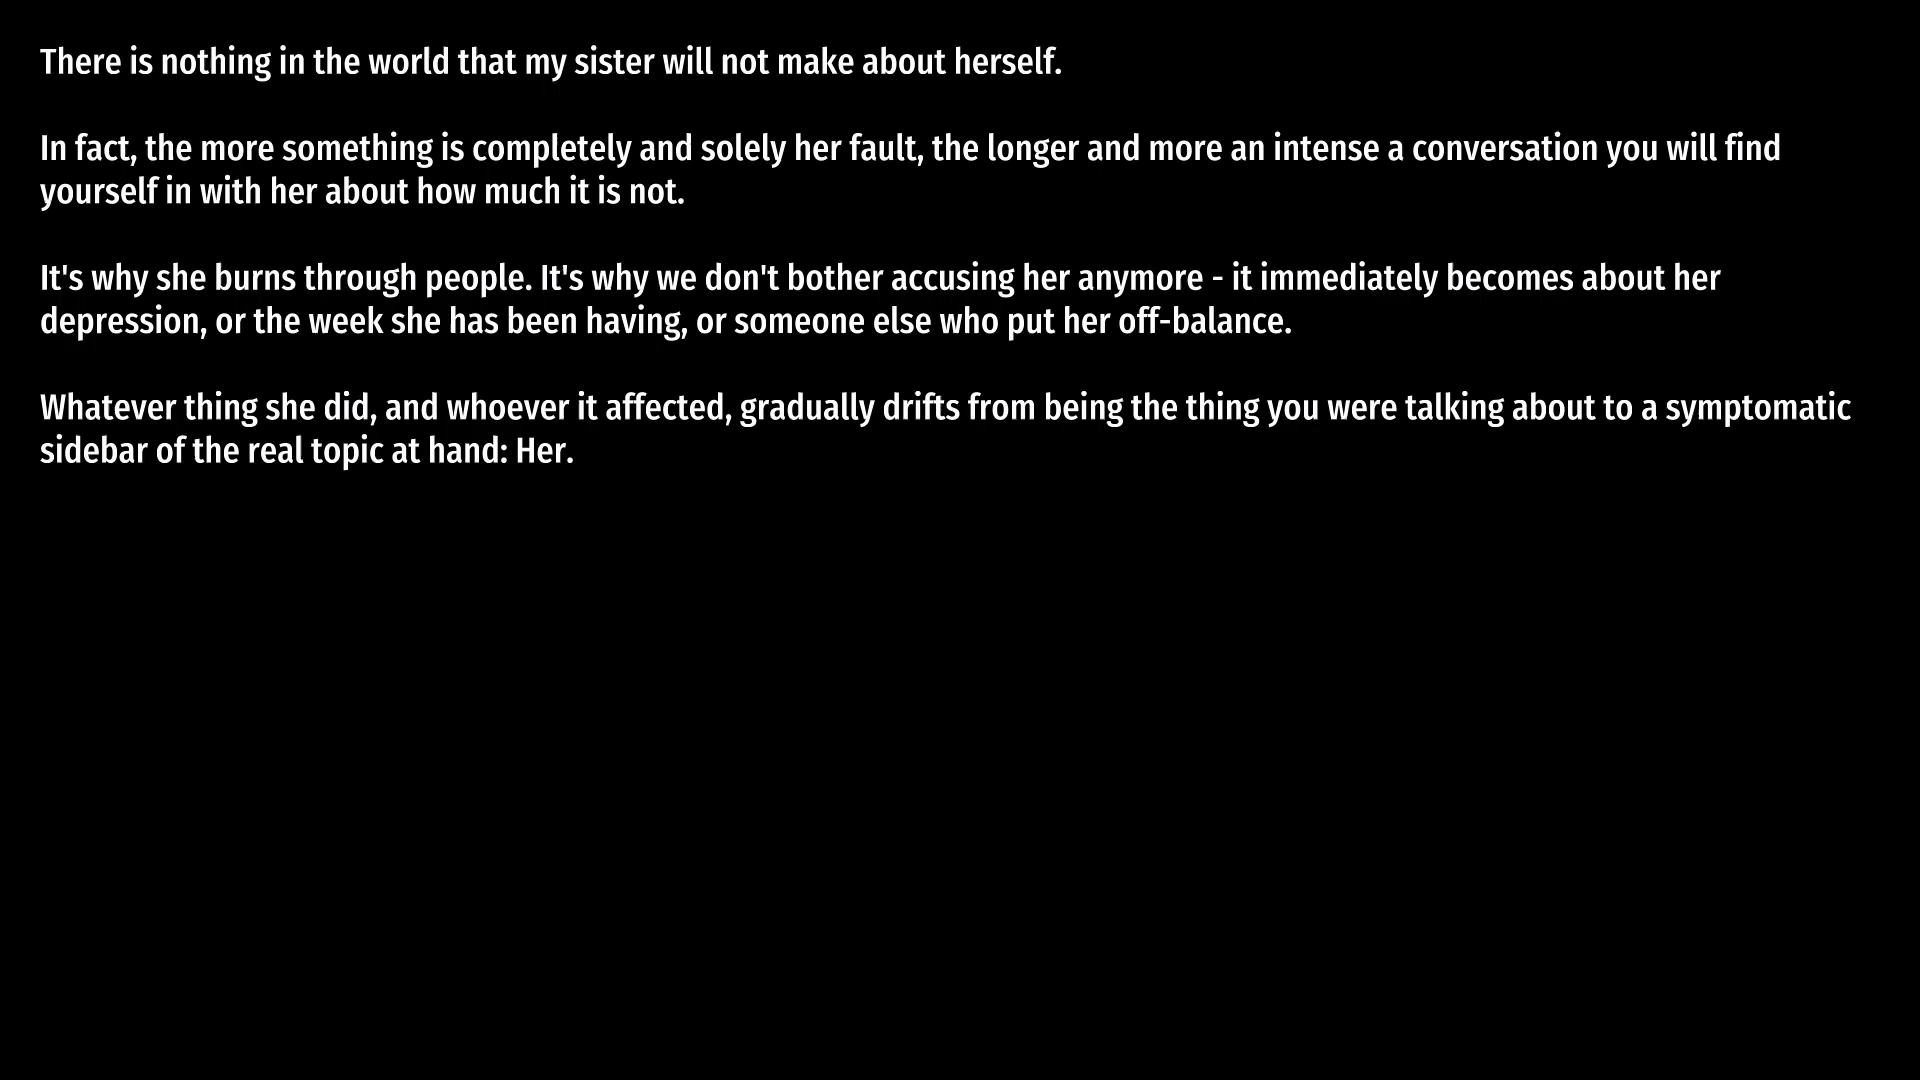 There is nothing in the world that my sister will not make about herself.
In fact, the more something is completely and solely her fault, the longer and more an intense a conversation you will find
yourself in with her about how much it is not.
It's why she burns through people. It's why we don't bother accusing her anymore - it immediately becomes about her
depression, or the week she has been having, or someone else who put her off-balance.
Whatever thing she did, and whoever it affected, gradually drifts from being the thing you were talking about to a symptomatic
sidebar of the real topic at hand: Her.